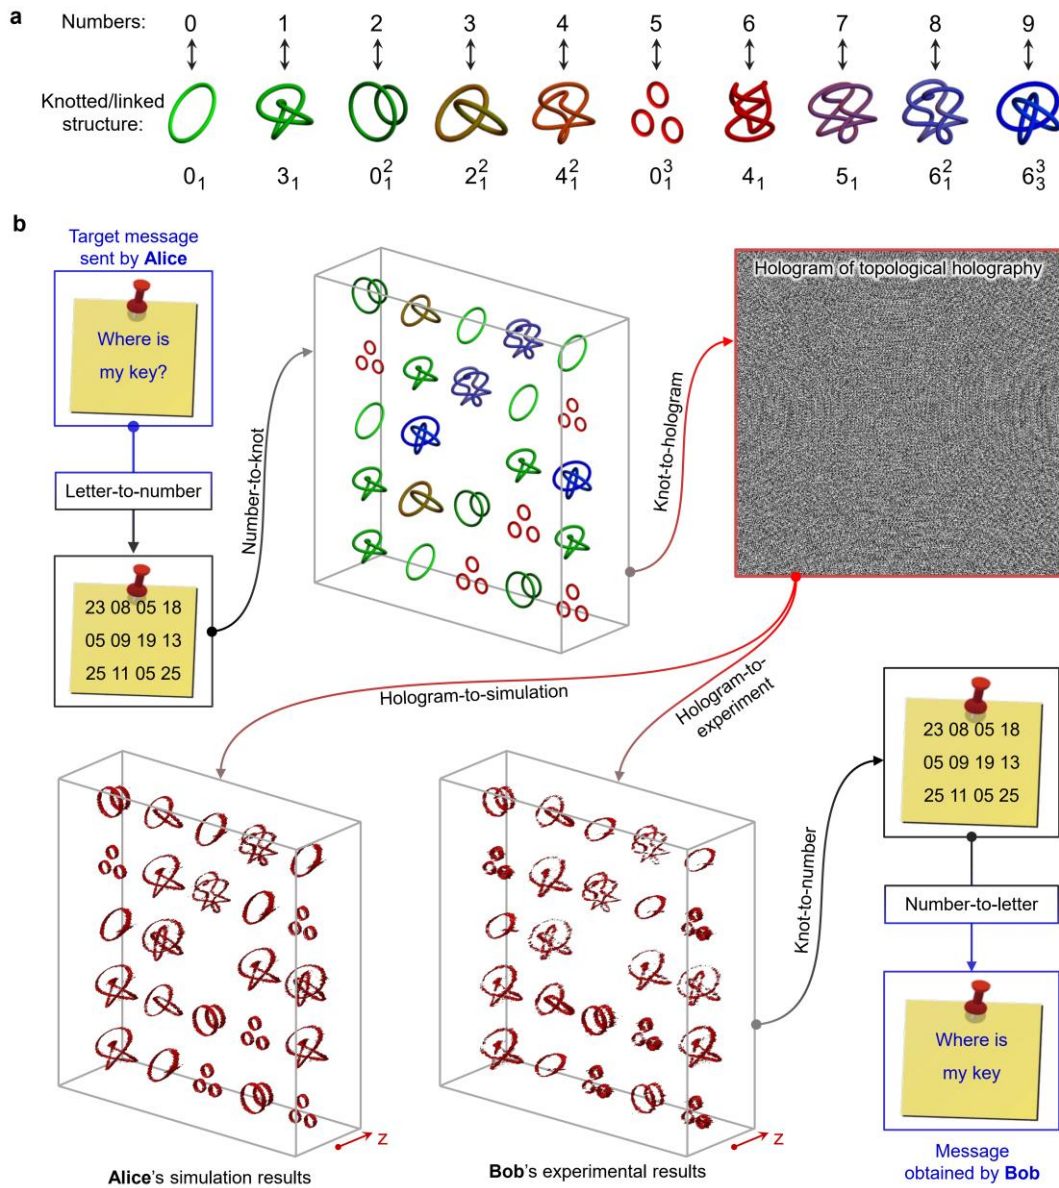 a
Numbers: 0 1 2 3 4 5 6 7 8 9
Knotted/linked
structure:
0₁ 3₁ 0²₁ 2²₁ 4²₁ 0³₁ 4₁ 5₁ 6²₁ 6³₃
b
Target message
sent by Alice
Where is
my key?
Letter-to-number
23 08 05 18
05 09 19 13
25 11 05 25
Number-to-knot
Knot-to-hologram
Hologram of topological holography
Hologram-to-simulation
Hologram-to-
experiment
z
Alice's simulation results
z
Bob's experimental results
Knot-to-number
23 08 05 18
05 09 19 13
25 11 05 25
Number-to-letter
Where is
my key
Message
obtained by Bob